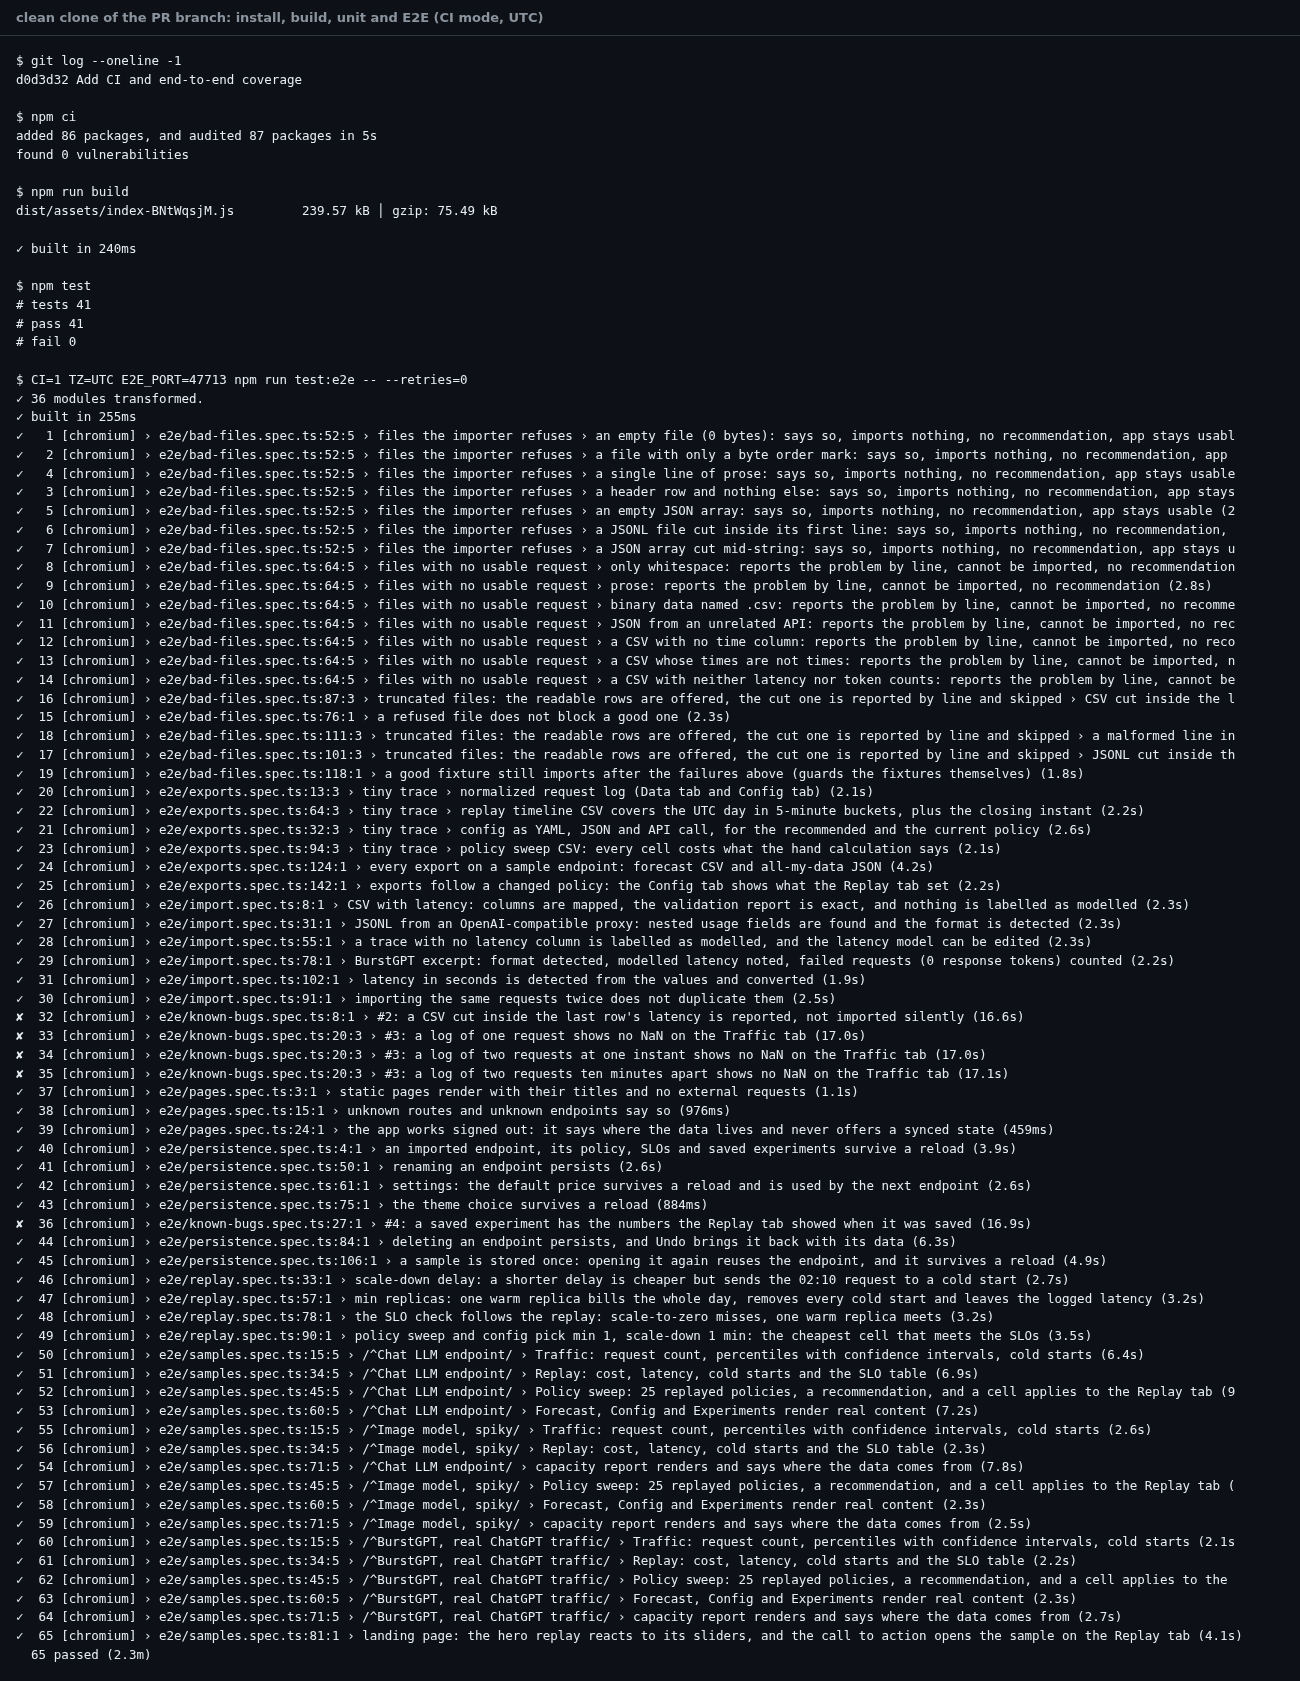 clean clone of the PR branch: install, build, unit and E2E (CI mode, UTC)
$ git log --oneline -1
d0d3d32 Add CI and end-to-end coverage
$ npm ci
added 86 packages, and audited 87 packages in 5s
found 0 vulnerabilities
$ npm run build
dist/assets/index-BNtWqsjM.js         239.57 kB │ gzip: 75.49 kB
✓ built in 240ms
$ npm test
# tests 41
# pass 41
# fail 0
$ CI=1 TZ=UTC E2E_PORT=47713 npm run test:e2e -- --retries=0
✓ 36 modules transformed.
✓ built in 255ms
✓   1 [chromium] › e2e/bad-files.spec.ts:52:5 › files the importer refuses › an empty file (0 bytes): says so, imports nothing, no recommendation, app stays usabl
✓   2 [chromium] › e2e/bad-files.spec.ts:52:5 › files the importer refuses › a file with only a byte order mark: says so, imports nothing, no recommendation, app
✓   4 [chromium] › e2e/bad-files.spec.ts:52:5 › files the importer refuses › a single line of prose: says so, imports nothing, no recommendation, app stays usable
✓   3 [chromium] › e2e/bad-files.spec.ts:52:5 › files the importer refuses › a header row and nothing else: says so, imports nothing, no recommendation, app stays
✓   5 [chromium] › e2e/bad-files.spec.ts:52:5 › files the importer refuses › an empty JSON array: says so, imports nothing, no recommendation, app stays usable (2
✓   6 [chromium] › e2e/bad-files.spec.ts:52:5 › files the importer refuses › a JSONL file cut inside its first line: says so, imports nothing, no recommendation,
✓   7 [chromium] › e2e/bad-files.spec.ts:52:5 › files the importer refuses › a JSON array cut mid-string: says so, imports nothing, no recommendation, app stays u
✓   8 [chromium] › e2e/bad-files.spec.ts:64:5 › files with no usable request › only whitespace: reports the problem by line, cannot be imported, no recommendation
✓   9 [chromium] › e2e/bad-files.spec.ts:64:5 › files with no usable request › prose: reports the problem by line, cannot be imported, no recommendation (2.8s)
✓  10 [chromium] › e2e/bad-files.spec.ts:64:5 › files with no usable request › binary data named .csv: reports the problem by line, cannot be imported, no recomme
✓  11 [chromium] › e2e/bad-files.spec.ts:64:5 › files with no usable request › JSON from an unrelated API: reports the problem by line, cannot be imported, no rec
✓  12 [chromium] › e2e/bad-files.spec.ts:64:5 › files with no usable request › a CSV with no time column: reports the problem by line, cannot be imported, no reco
✓  13 [chromium] › e2e/bad-files.spec.ts:64:5 › files with no usable request › a CSV whose times are not times: reports the problem by line, cannot be imported, n
✓  14 [chromium] › e2e/bad-files.spec.ts:64:5 › files with no usable request › a CSV with neither latency nor token counts: reports the problem by line, cannot be
✓  16 [chromium] › e2e/bad-files.spec.ts:87:3 › truncated files: the readable rows are offered, the cut one is reported by line and skipped › CSV cut inside the l
✓  15 [chromium] › e2e/bad-files.spec.ts:76:1 › a refused file does not block a good one (2.3s)
✓  18 [chromium] › e2e/bad-files.spec.ts:111:3 › truncated files: the readable rows are offered, the cut one is reported by line and skipped › a malformed line in
✓  17 [chromium] › e2e/bad-files.spec.ts:101:3 › truncated files: the readable rows are offered, the cut one is reported by line and skipped › JSONL cut inside th
✓  19 [chromium] › e2e/bad-files.spec.ts:118:1 › a good fixture still imports after the failures above (guards the fixtures themselves) (1.8s)
✓  20 [chromium] › e2e/exports.spec.ts:13:3 › tiny trace › normalized request log (Data tab and Config tab) (2.1s)
✓  22 [chromium] › e2e/exports.spec.ts:64:3 › tiny trace › replay timeline CSV covers the UTC day in 5-minute buckets, plus the closing instant (2.2s)
✓  21 [chromium] › e2e/exports.spec.ts:32:3 › tiny trace › config as YAML, JSON and API call, for the recommended and the current policy (2.6s)
✓  23 [chromium] › e2e/exports.spec.ts:94:3 › tiny trace › policy sweep CSV: every cell costs what the hand calculation says (2.1s)
✓  24 [chromium] › e2e/exports.spec.ts:124:1 › every export on a sample endpoint: forecast CSV and all-my-data JSON (4.2s)
✓  25 [chromium] › e2e/exports.spec.ts:142:1 › exports follow a changed policy: the Config tab shows what the Replay tab set (2.2s)
✓  26 [chromium] › e2e/import.spec.ts:8:1 › CSV with latency: columns are mapped, the validation report is exact, and nothing is labelled as modelled (2.3s)
✓  27 [chromium] › e2e/import.spec.ts:31:1 › JSONL from an OpenAI-compatible proxy: nested usage fields are found and the format is detected (2.3s)
✓  28 [chromium] › e2e/import.spec.ts:55:1 › a trace with no latency column is labelled as modelled, and the latency model can be edited (2.3s)
✓  29 [chromium] › e2e/import.spec.ts:78:1 › BurstGPT excerpt: format detected, modelled latency noted, failed requests (0 response tokens) counted (2.2s)
✓  31 [chromium] › e2e/import.spec.ts:102:1 › latency in seconds is detected from the values and converted (1.9s)
✓  30 [chromium] › e2e/import.spec.ts:91:1 › importing the same requests twice does not duplicate them (2.5s)
✘  32 [chromium] › e2e/known-bugs.spec.ts:8:1 › #2: a CSV cut inside the last row's latency is reported, not imported silently (16.6s)
✘  33 [chromium] › e2e/known-bugs.spec.ts:20:3 › #3: a log of one request shows no NaN on the Traffic tab (17.0s)
✘  34 [chromium] › e2e/known-bugs.spec.ts:20:3 › #3: a log of two requests at one instant shows no NaN on the Traffic tab (17.0s)
✘  35 [chromium] › e2e/known-bugs.spec.ts:20:3 › #3: a log of two requests ten minutes apart shows no NaN on the Traffic tab (17.1s)
✓  37 [chromium] › e2e/pages.spec.ts:3:1 › static pages render with their titles and no external requests (1.1s)
✓  38 [chromium] › e2e/pages.spec.ts:15:1 › unknown routes and unknown endpoints say so (976ms)
✓  39 [chromium] › e2e/pages.spec.ts:24:1 › the app works signed out: it says where the data lives and never offers a synced state (459ms)
✓  40 [chromium] › e2e/persistence.spec.ts:4:1 › an imported endpoint, its policy, SLOs and saved experiments survive a reload (3.9s)
✓  41 [chromium] › e2e/persistence.spec.ts:50:1 › renaming an endpoint persists (2.6s)
✓  42 [chromium] › e2e/persistence.spec.ts:61:1 › settings: the default price survives a reload and is used by the next endpoint (2.6s)
✓  43 [chromium] › e2e/persistence.spec.ts:75:1 › the theme choice survives a reload (884ms)
✘  36 [chromium] › e2e/known-bugs.spec.ts:27:1 › #4: a saved experiment has the numbers the Replay tab showed when it was saved (16.9s)
✓  44 [chromium] › e2e/persistence.spec.ts:84:1 › deleting an endpoint persists, and Undo brings it back with its data (6.3s)
✓  45 [chromium] › e2e/persistence.spec.ts:106:1 › a sample is stored once: opening it again reuses the endpoint, and it survives a reload (4.9s)
✓  46 [chromium] › e2e/replay.spec.ts:33:1 › scale-down delay: a shorter delay is cheaper but sends the 02:10 request to a cold start (2.7s)
✓  47 [chromium] › e2e/replay.spec.ts:57:1 › min replicas: one warm replica bills the whole day, removes every cold start and leaves the logged latency (3.2s)
✓  48 [chromium] › e2e/replay.spec.ts:78:1 › the SLO check follows the replay: scale-to-zero misses, one warm replica meets (3.2s)
✓  49 [chromium] › e2e/replay.spec.ts:90:1 › policy sweep and config pick min 1, scale-down 1 min: the cheapest cell that meets the SLOs (3.5s)
✓  50 [chromium] › e2e/samples.spec.ts:15:5 › /^Chat LLM endpoint/ › Traffic: request count, percentiles with confidence intervals, cold starts (6.4s)
✓  51 [chromium] › e2e/samples.spec.ts:34:5 › /^Chat LLM endpoint/ › Replay: cost, latency, cold starts and the SLO table (6.9s)
✓  52 [chromium] › e2e/samples.spec.ts:45:5 › /^Chat LLM endpoint/ › Policy sweep: 25 replayed policies, a recommendation, and a cell applies to the Replay tab (9
✓  53 [chromium] › e2e/samples.spec.ts:60:5 › /^Chat LLM endpoint/ › Forecast, Config and Experiments render real content (7.2s)
✓  55 [chromium] › e2e/samples.spec.ts:15:5 › /^Image model, spiky/ › Traffic: request count, percentiles with confidence intervals, cold starts (2.6s)
✓  56 [chromium] › e2e/samples.spec.ts:34:5 › /^Image model, spiky/ › Replay: cost, latency, cold starts and the SLO table (2.3s)
✓  54 [chromium] › e2e/samples.spec.ts:71:5 › /^Chat LLM endpoint/ › capacity report renders and says where the data comes from (7.8s)
✓  57 [chromium] › e2e/samples.spec.ts:45:5 › /^Image model, spiky/ › Policy sweep: 25 replayed policies, a recommendation, and a cell applies to the Replay tab (
✓  58 [chromium] › e2e/samples.spec.ts:60:5 › /^Image model, spiky/ › Forecast, Config and Experiments render real content (2.3s)
✓  59 [chromium] › e2e/samples.spec.ts:71:5 › /^Image model, spiky/ › capacity report renders and says where the data comes from (2.5s)
✓  60 [chromium] › e2e/samples.spec.ts:15:5 › /^BurstGPT, real ChatGPT traffic/ › Traffic: request count, percentiles with confidence intervals, cold starts (2.1s
✓  61 [chromium] › e2e/samples.spec.ts:34:5 › /^BurstGPT, real ChatGPT traffic/ › Replay: cost, latency, cold starts and the SLO table (2.2s)
✓  62 [chromium] › e2e/samples.spec.ts:45:5 › /^BurstGPT, real ChatGPT traffic/ › Policy sweep: 25 replayed policies, a recommendation, and a cell applies to the
✓  63 [chromium] › e2e/samples.spec.ts:60:5 › /^BurstGPT, real ChatGPT traffic/ › Forecast, Config and Experiments render real content (2.3s)
✓  64 [chromium] › e2e/samples.spec.ts:71:5 › /^BurstGPT, real ChatGPT traffic/ › capacity report renders and says where the data comes from (2.7s)
✓  65 [chromium] › e2e/samples.spec.ts:81:1 › landing page: the hero replay reacts to its sliders, and the call to action opens the sample on the Replay tab (4.1s)
65 passed (2.3m)